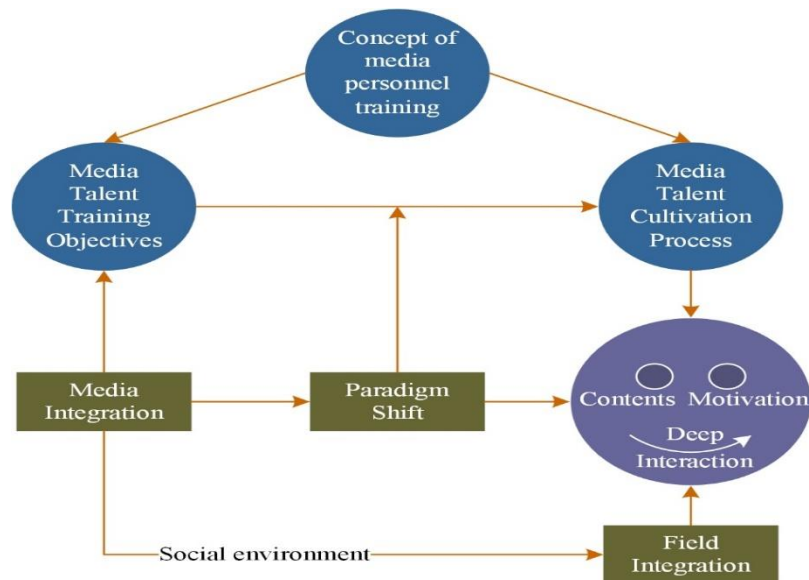 Concept of
media
personnel
training
Media
Talent
Training
Objectives
Media
Talent
Cultivation
Process
Media
Integration
Paradigm
Shift
Contents Motivation
Deep
Interaction
Social environment
Field
Integration